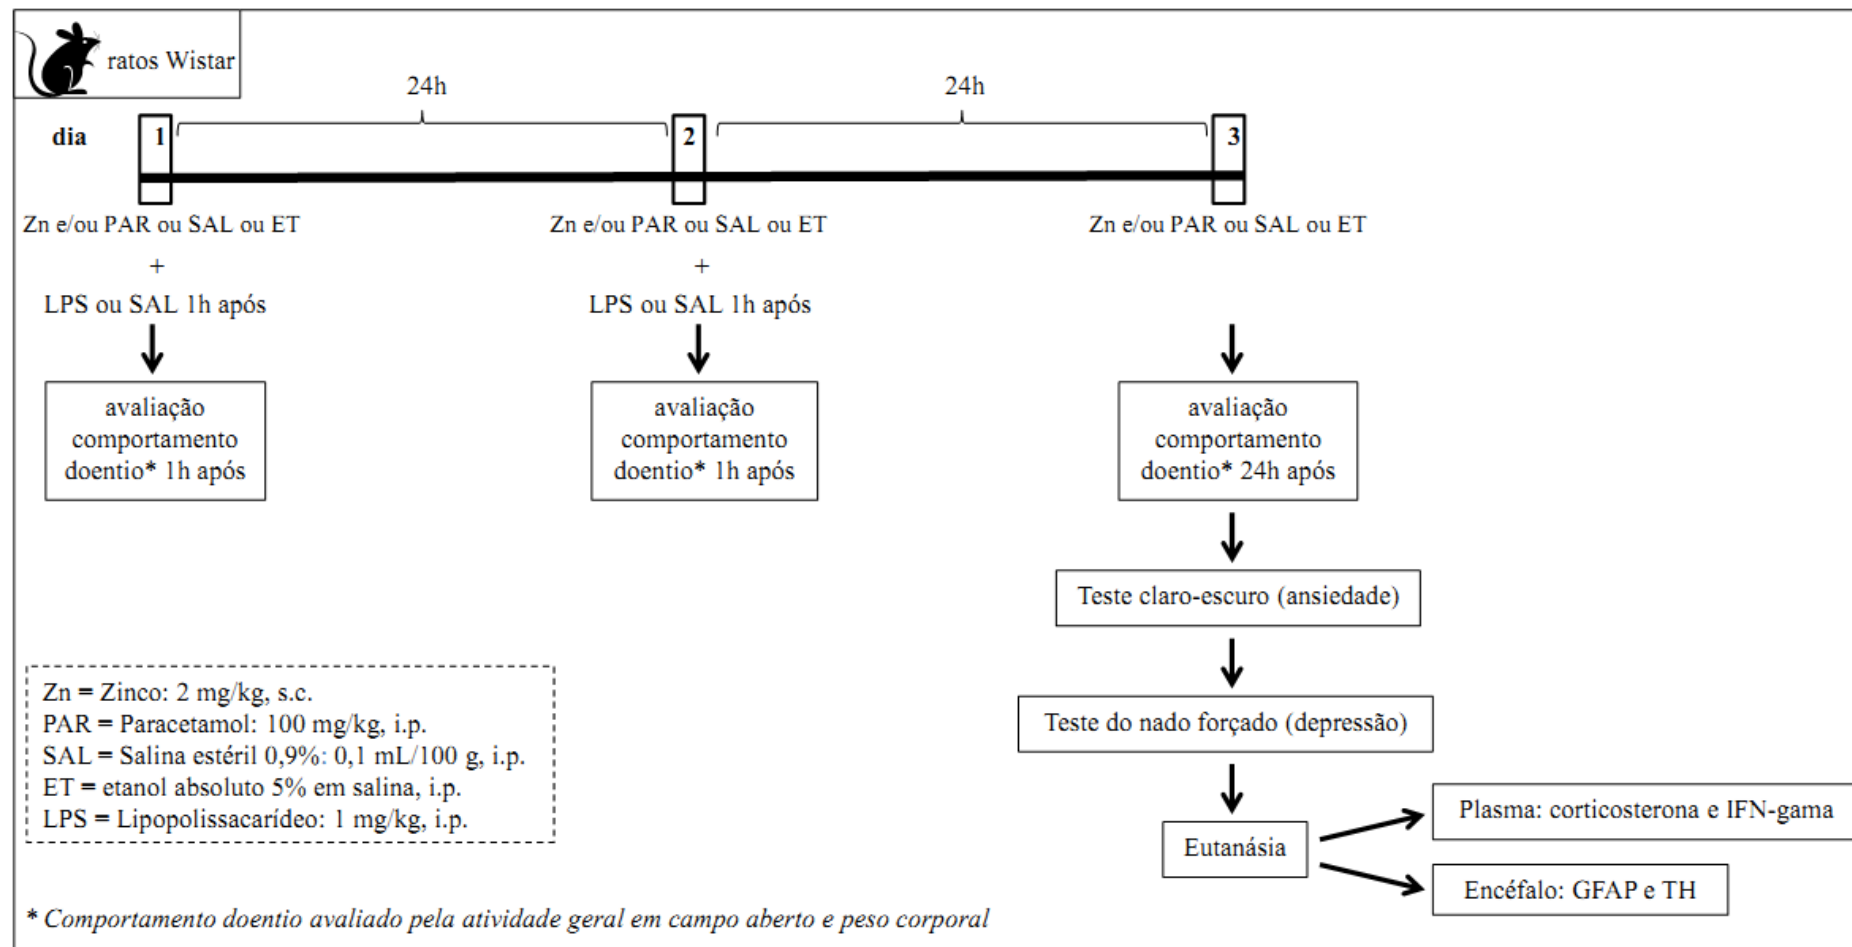 ratos Wistar
24h
24h
dia
1
2
3
Zn e/ou PAR ou SAL ou ET
+
LPS ou SAL 1h após
Zn e/ou PAR ou SAL ou ET
+
LPS ou SAL 1h após
Zn e/ou PAR ou SAL ou ET
avaliação
comportamento
doentio* 1h após
avaliação
comportamento
doentio* 1h após
avaliação
comportamento
doentio* 24h após
Teste claro-escuro (ansiedade)
Teste do nado forçado (depressão)
Eutanásia
Plasma: corticosterona e IFN-gama
Encéfalo: GFAP e TH
Zn = Zinco: 2 mg/kg, s.c.
PAR = Paracetamol: 100 mg/kg, i.p.
SAL = Salina estéril 0,9%: 0,1 mL/100 g, i.p.
ET = etanol absoluto 5% em salina, i.p.
LPS = Lipopolissacarídeo: 1 mg/kg, i.p.
* Comportamento doentio avaliado pela atividade geral em campo aberto e peso corporal